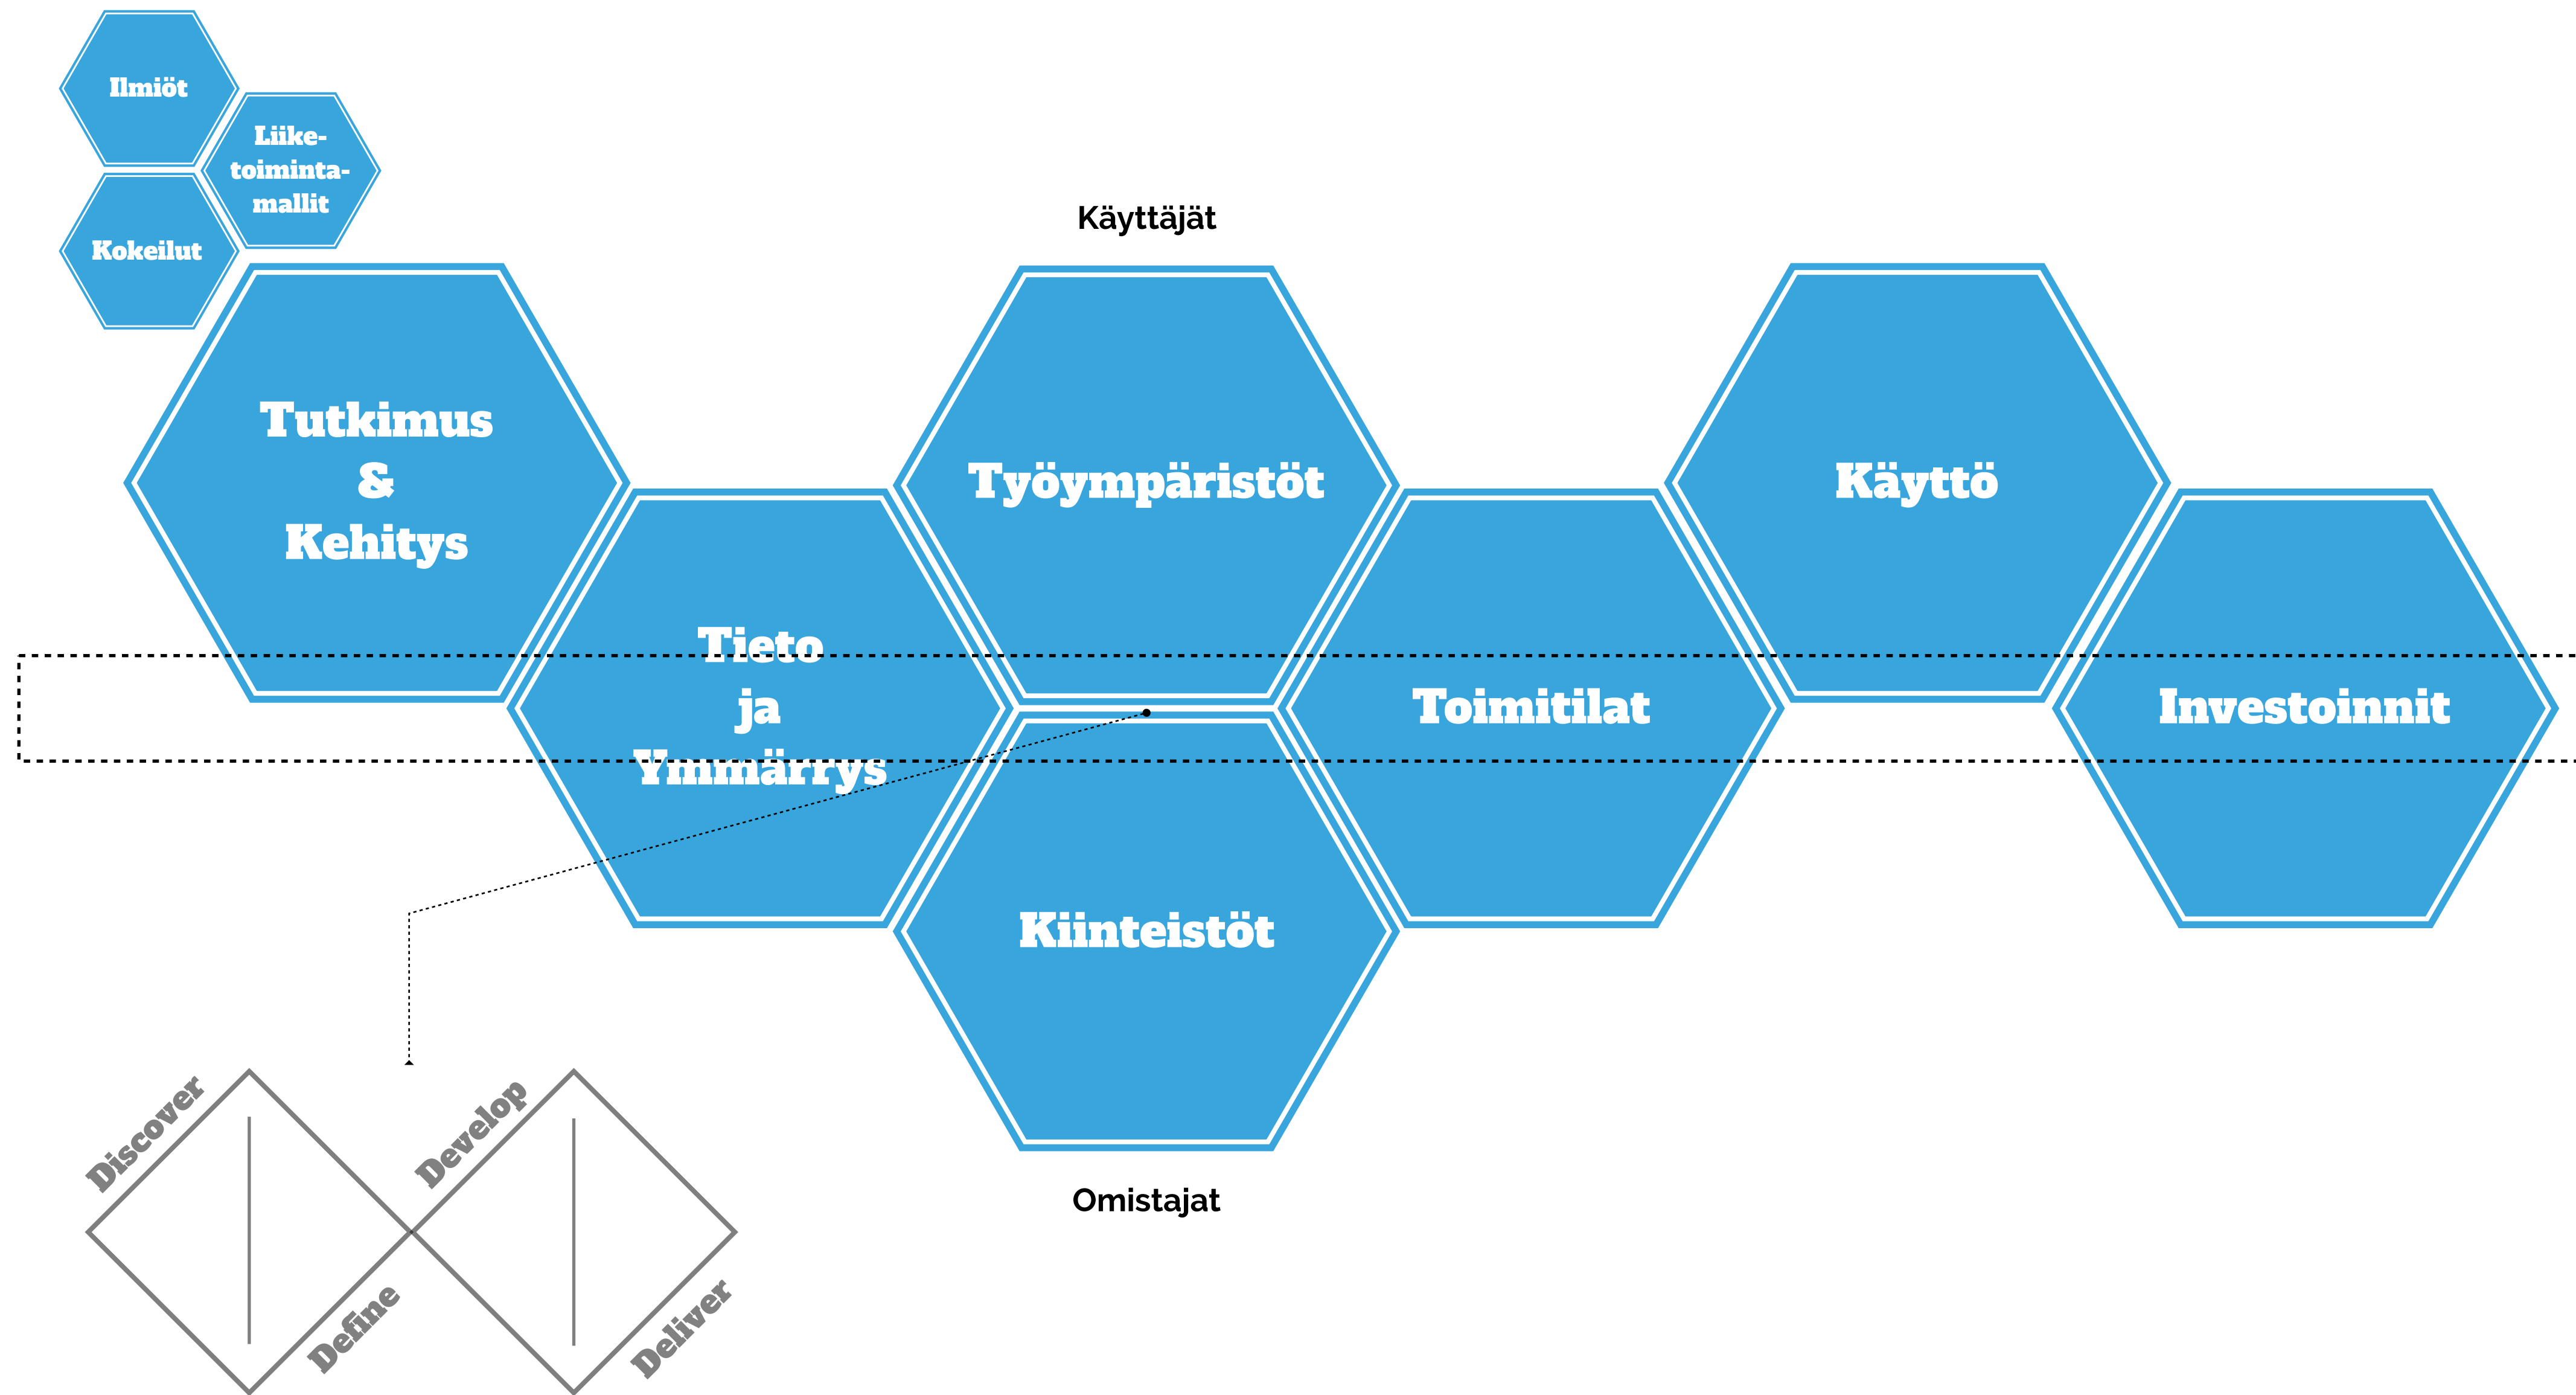 Ilmiöt
Liike-
toiminta-
mallit
Kokeilut
Käyttäjät
Tutkimus
&
Kehitys
Työympäristöt
Käyttö
Tieto
ja
Ymmärrys
Toimitilat
Investoinnit
Kiinteistöt
Omistajat
Discover
Develop
Define
Deliver